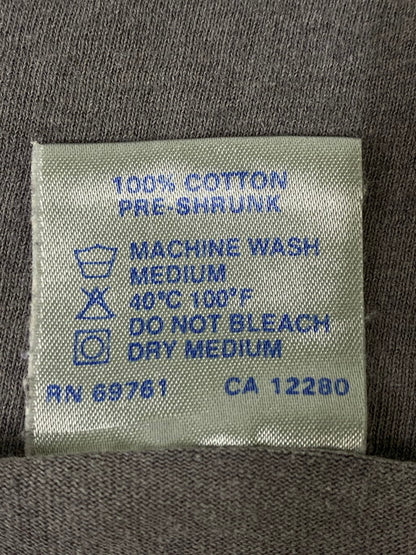 100% COTTON
PRE-SHRUNK
MACHINE WASH
MEDIUM
40°C 100°F
DO NOT BLEACH
DRY MEDIUM
RN 69761 CA 12280